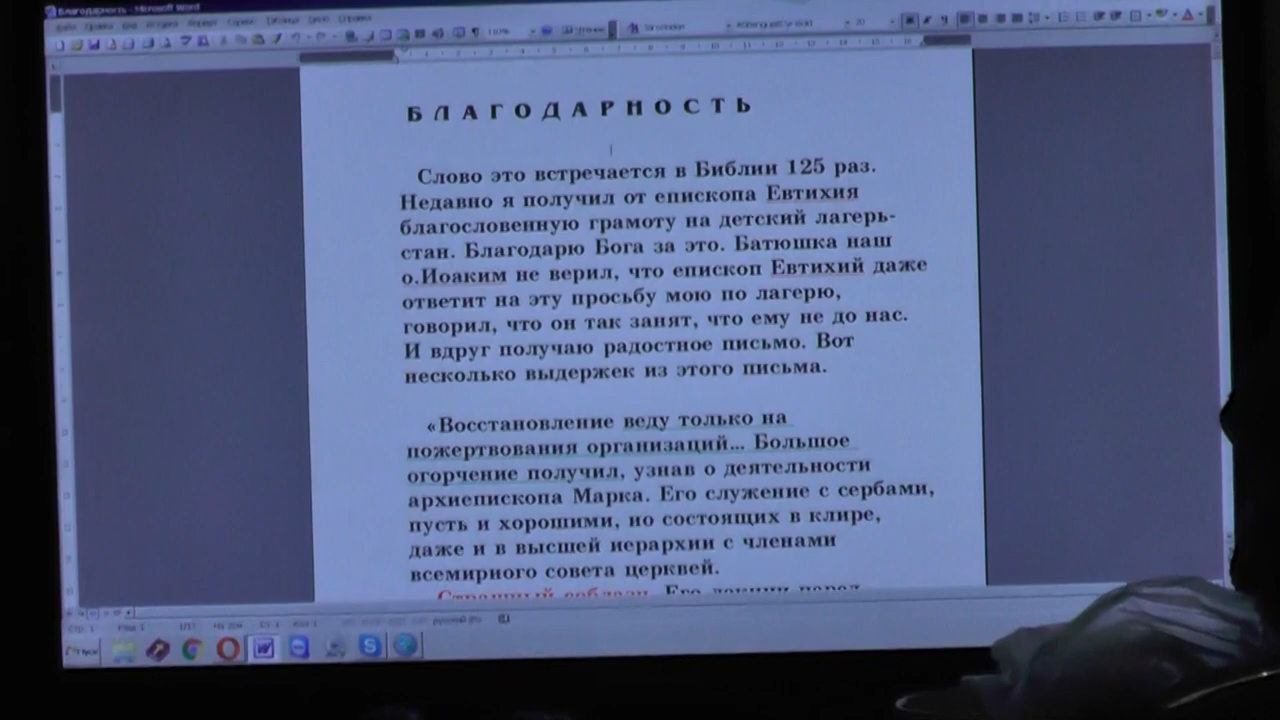 Благодарность - Microsoft Word
БЛАГОДАРНОСТЬ
Слово это встречается в Библии 125 раз.
Недавно я получил от епископа Евтихия
благословенную грамоту на детский лагерь-
стан. Благодарю Бога за это. Батюшка наш
о.Иоаким не верил, что епископ Евтихий даже
ответит на эту просьбу мою по лагерю,
говорил, что он так занят, что ему не до нас.
И вдруг получаю радостное письмо. Вот
несколько выдержек из этого письма.
«Восстановление веду только на
пожертвования организаций... Большое
огорчение получил, узнав о деятельности
архиепископа Марка. Его служение с сербами,
пусть и хорошими, но состоящих в клире,
даже и в высшей иерархии с членами
всемирного совета церквей.